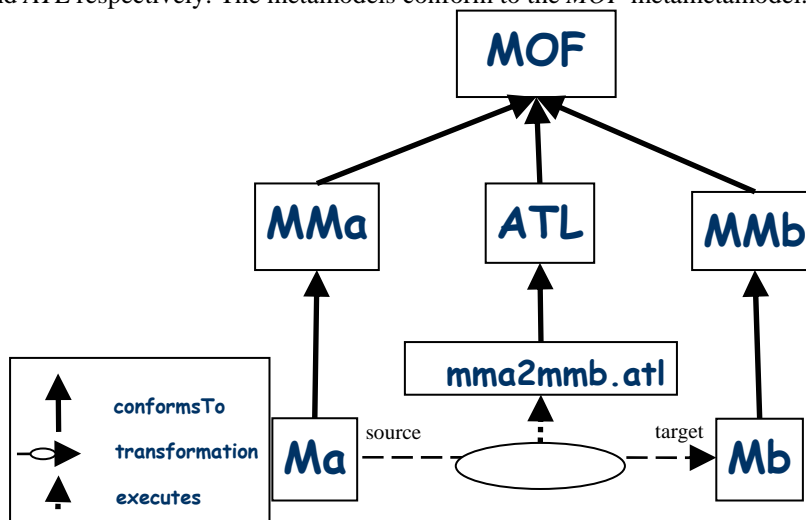 nd ATL respectively. The metamodels conform to the MOF metametamodel.
MOF
MMa
ATL
MMb
mma2mmb.atl
conformsTo
transformation
executes
Ma
source
target
Mb